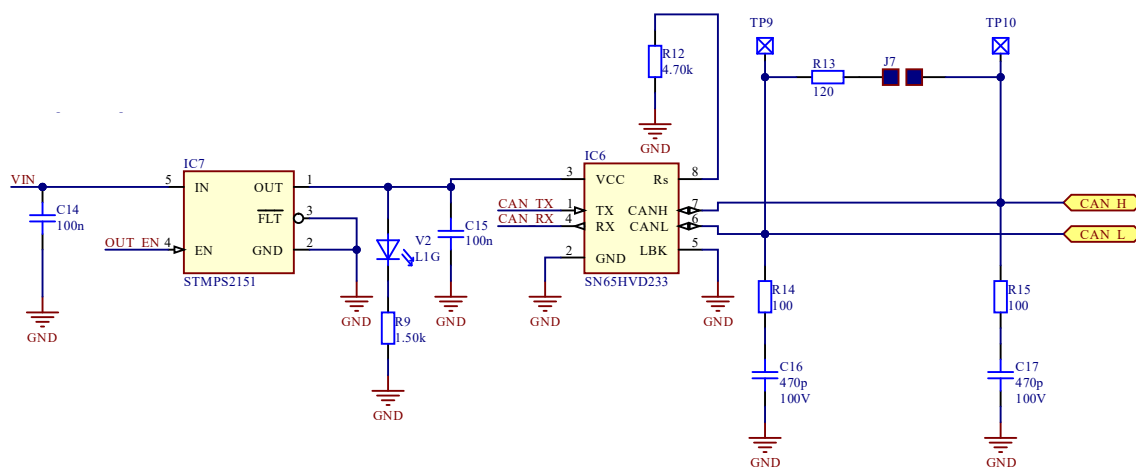 TP9
TP10
R12
4.70k
R13
120
J7
GND
IC7
IC6
VIN
5
IN
OUT
1
3
VCC
Rs
8
C14
100n
FLT
3
CAN_TX
1
TX
CANH
7
CAN_H
CAN_RX
4
RX
CANL
6
CAN_L
C15
100n
OUT_EN
4
EN
GND
2
V2
L1G
2
GND
LBK
5
STMPS2151
SN65HVD233
GND
GND
GND
GND
R14
100
R15
100
R9
1.50k
GND
C16
470p
100V
C17
470p
100V
GND
GND
GND